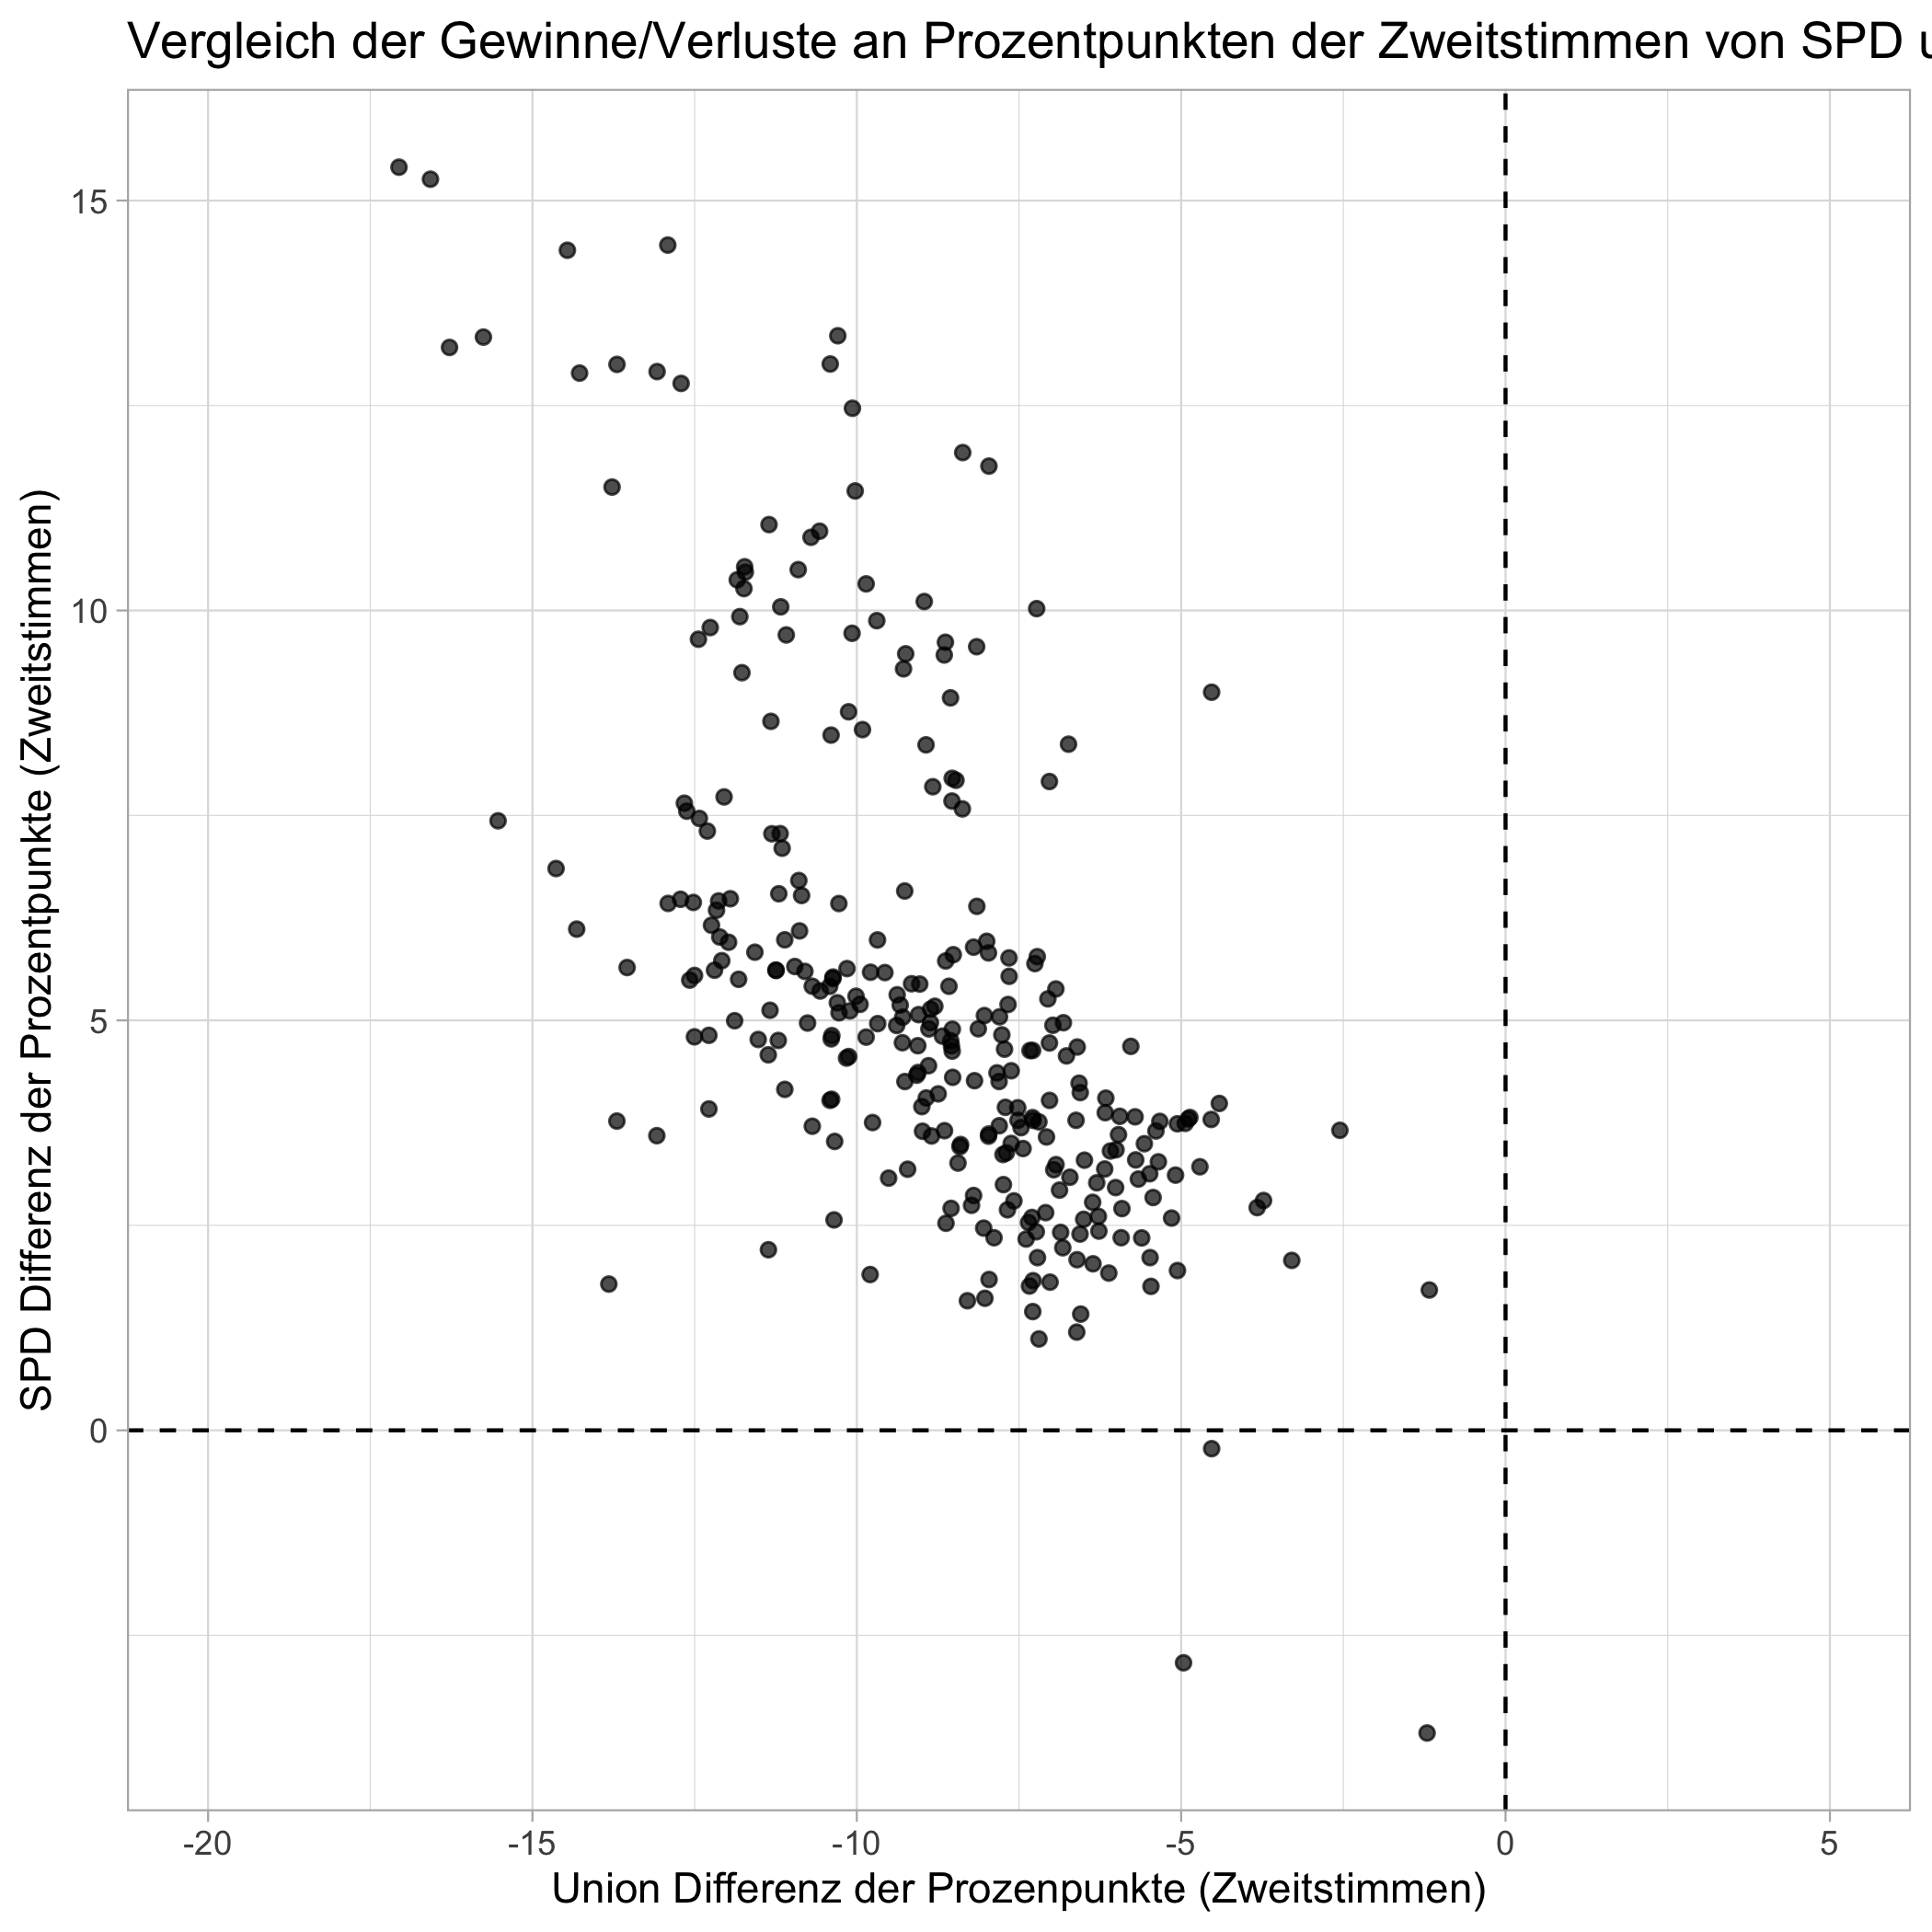 Vergleich der Gewinne/Verluste an Prozentpunkten der Zweitstimmen von SPD u
SPD Differenz der Prozentpunkte (Zweitstimmen)
15
10
5
0
-20 -15 -10 -5 0 5
Union Differenz der Prozenpunkte (Zweitstimmen)